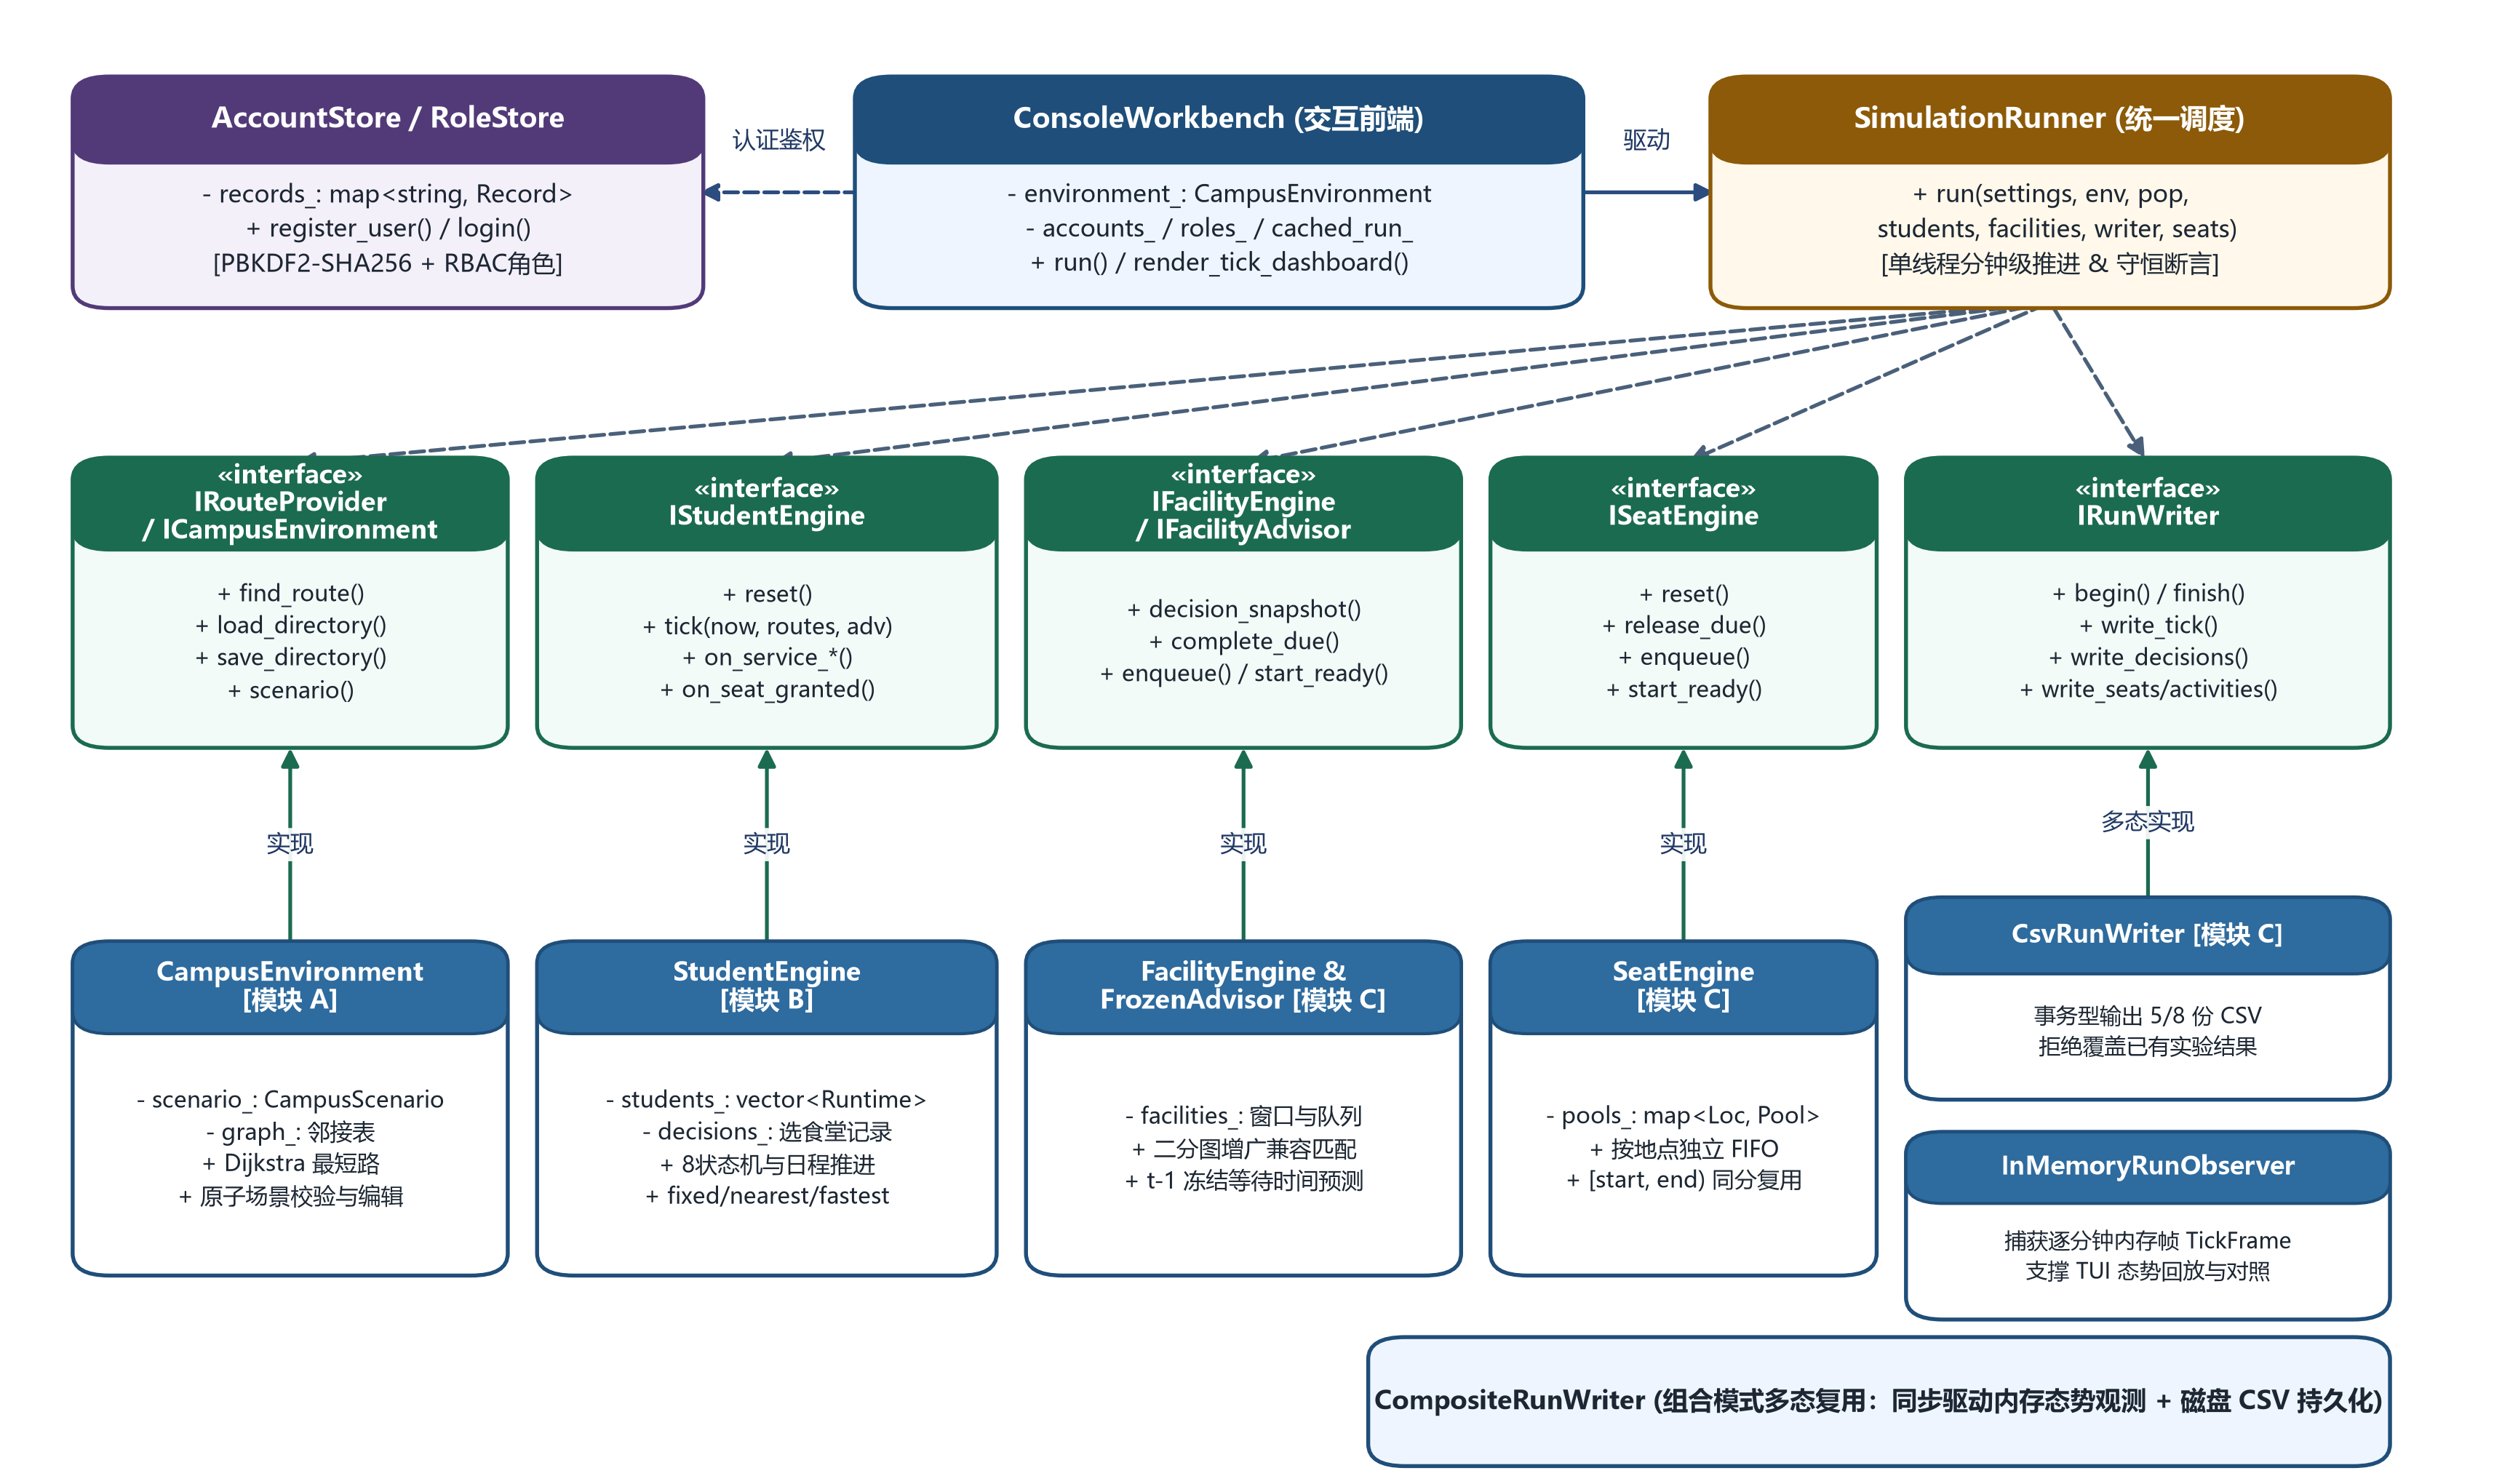 AccountStore / RoleStore
- records_: map<string, Record>
+ register_user() / login()
[PBKDF2-SHA256 + RBAC角色]
认证鉴权
ConsoleWorkbench (交互前端)
- environment_: CampusEnvironment
- accounts_ / roles_ / cached_run_
+ run() / render_tick_dashboard()
驱动
SimulationRunner (统一调度)
+ run(settings, env, pop,
students, facilities, writer, seats)
[单线程分钟级推进 & 守恒断言]
«interface»
IRouteProvider
/ ICampusEnvironment
+ find_route()
+ load_directory()
+ save_directory()
+ scenario()
«interface»
IStudentEngine
+ reset()
+ tick(now, routes, adv)
+ on_service_*()
+ on_seat_granted()
«interface»
IFacilityEngine
/ IFacilityAdvisor
+ decision_snapshot()
+ complete_due()
+ enqueue() / start_ready()
«interface»
ISeatEngine
+ reset()
+ release_due()
+ enqueue()
+ start_ready()
«interface»
IRunWriter
+ begin() / finish()
+ write_tick()
+ write_decisions()
+ write_seats/activities()
实现
实现
实现
实现
多态实现
CampusEnvironment
[模块 A]
- scenario_: CampusScenario
- graph_: 邻接表
+ Dijkstra 最短路
+ 原子场景校验与编辑
StudentEngine
[模块 B]
- students_: vector<Runtime>
- decisions_: 选食堂记录
+ 8状态机与日程推进
+ fixed/nearest/fastest
FacilityEngine &
FrozenAdvisor [模块 C]
- facilities_: 窗口与队列
+ 二分图增广兼容匹配
+ t-1 冻结等待时间预测
SeatEngine
[模块 C]
- pools_: map<Loc, Pool>
+ 按地点独立 FIFO
+ [start, end) 同分复用
CsvRunWriter [模块 C]
事务型输出 5/8 份 CSV
拒绝覆盖已有实验结果
InMemoryRunObserver
捕获逐分钟内存帧 TickFrame
支撑 TUI 态势回放与对照
CompositeRunWriter (组合模式多态复用：同步驱动内存态势观测 + 磁盘 CSV 持久化)